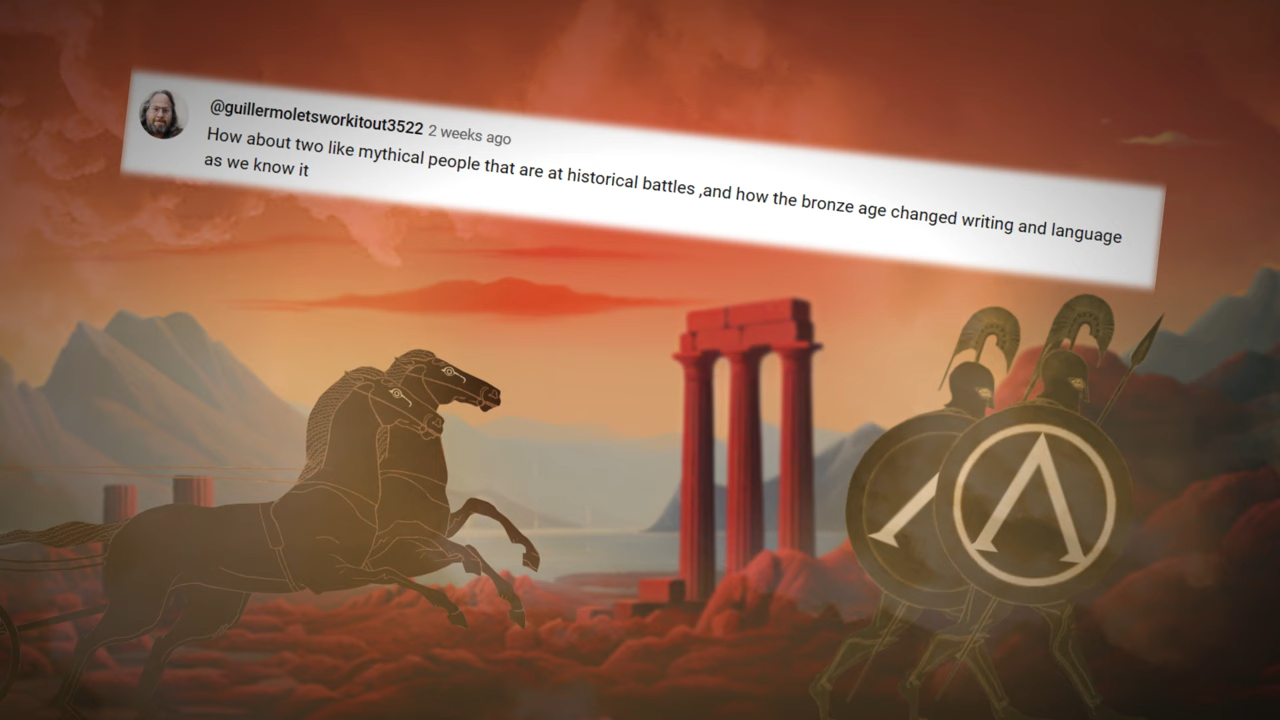 @guillermoletsworkitout3522 2 weeks ago
How about two like mythical people that are at historical battles ,and how the bronze age changed writing and language
as we know it